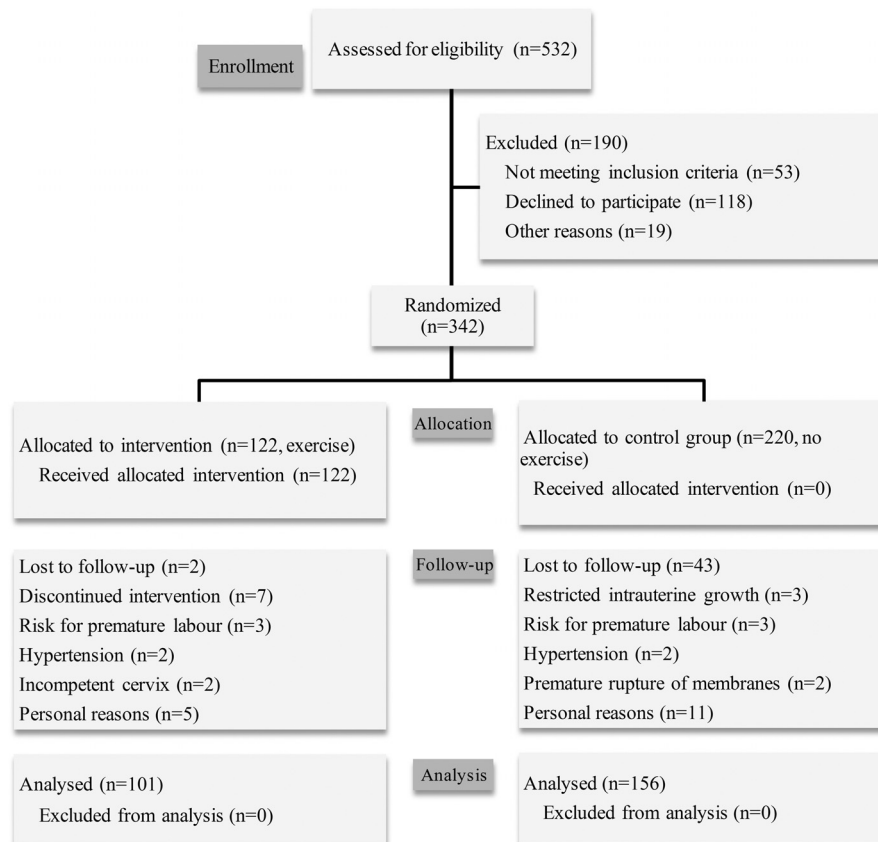 Assessed for eligibility (n=532)
Enrollment
Excluded (n=190)
Not meeting inclusion criteria (n=53)
Declined to participate (n=118)
Other reasons (n=19)
Randomized
(n=342)
Allocation
Allocated to intervention (n=122, exercise)
Received allocated intervention (n=122)
Allocated to control group (n=220, no
exercise)
Received allocated intervention (n=0)
Follow-up
Lost to follow-up (n=2)
Discontinued intervention (n=7)
Risk for premature labour (n=3)
Hypertension (n=2)
Incompetent cervix (n=2)
Personal reasons (n=5)
Lost to follow-up (n=43)
Restricted intrauterine growth (n=3)
Risk for premature labour (n=3)
Hypertension (n=2)
Premature rupture of membranes (n=2)
Personal reasons (n=11)
Analysis
Analysed (n=101)
Excluded from analysis (n=0)
Analysed (n=156)
Excluded from analysis (n=0)